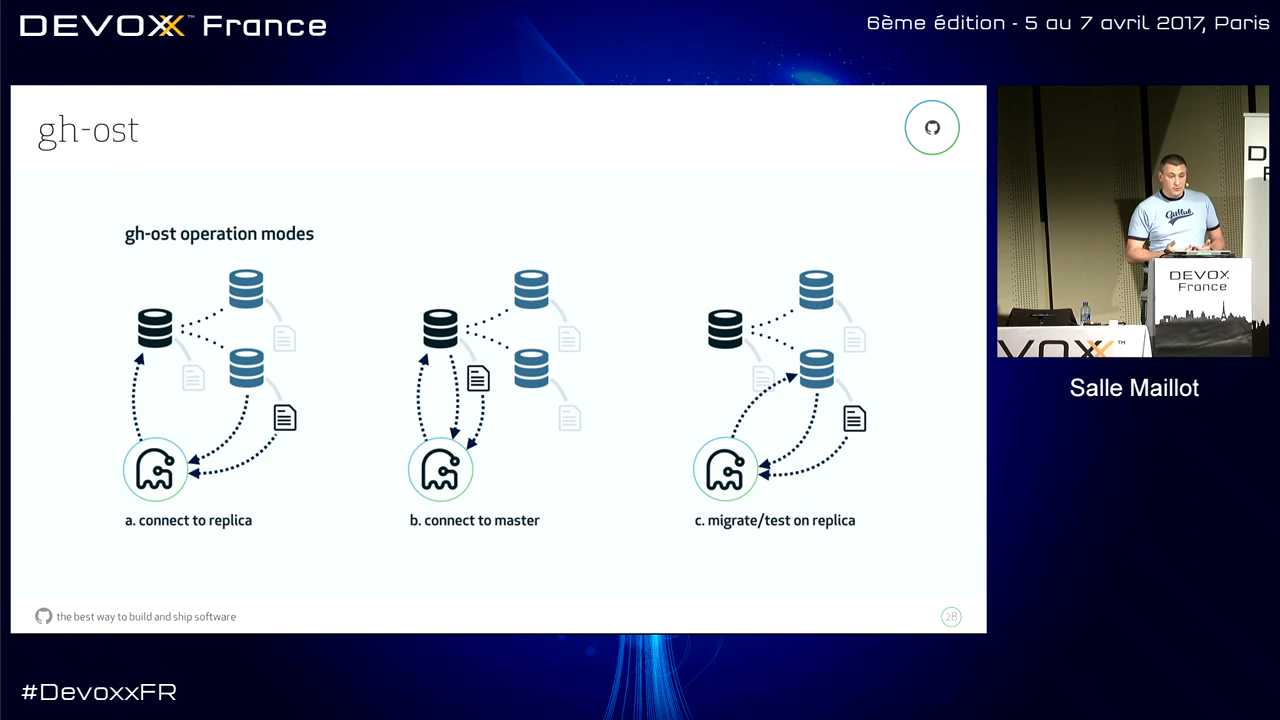 DEVOXX™ France
6ème édition - 5 au 7 avril 2017, Paris
gh-ost
gh-ost operation modes
a. connect to replica
b. connect to master
c. migrate/test on replica
the best way to build and ship software
28
GitHub
DEVOXX
France
Salle Maillot
#DevoxxFR